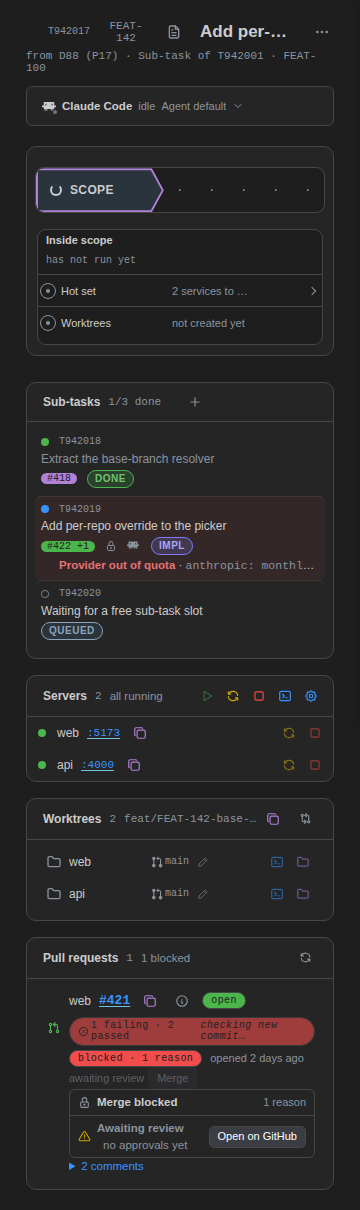 T942017 FEAT-142 Add per-…
from D88 (P17) · Sub-task of T942001 · FEAT-100
Claude Code idle Agent default
SCOPE
Inside scope
has not run yet
Hot set 2 services to …
Worktrees not created yet
Sub-tasks 1/3 done
T942018
Extract the base-branch resolver
#418 DONE
T942019
Add per-repo override to the picker
#422 +1 IMPL
Provider out of quota · anthropic: monthl…
T942020
Waiting for a free sub-task slot
QUEUED
Servers 2 all running
web :5173
api :4000
Worktrees 2 feat/FEAT-142-base-…
web main
api main
Pull requests 1 1 blocked
web #421 open
1 failing · 2 passed checking new commit…
blocked · 1 reason opened 2 days ago
awaiting review Merge
Merge blocked 1 reason
Awaiting review
no approvals yet
Open on GitHub
2 comments